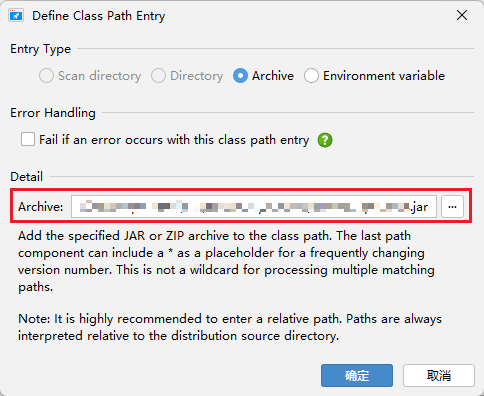 Define Class Path Entry
Entry Type
Scan directory Directory Archive Environment variable
Error Handling
Fail if an error occurs with this class path entry ?
Detail
Archive: .jar ...
Add the specified JAR or ZIP archive to the class path. The last path
component can include a * as a placeholder for a frequently changing
version number. This is not a wildcard for processing multiple matching
paths.
Note: It is highly recommended to enter a relative path. Paths are always
interpreted relative to the distribution source directory.
确定 取消